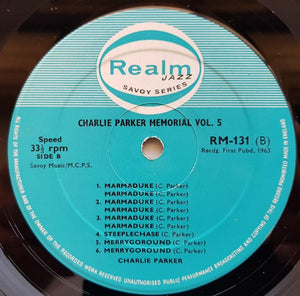 Realm
JAZZ
SAVOY SERIES
CHARLIE PARKER MEMORIAL VOL. 5
Speed
33⅓ rpm
SIDE B
Savoy Music/M.C.P.S.
RM-131 (B)
Recdg. First Pubd. 1963
1. MARMADUKE (C. Parker)
MARMADUKE (C. Parker)
2. MARMADUKE (C. Parker)
3. MARMADUKE (C. Parker)
MARMADUKE (C. Parker)
4. STEEPLECHASE (C. Parker)
5. MERRYGOROUND (C. Parker)
6. MERRYGOROUND (C. Parker)
CHARLIE PARKER
ALL RIGHTS OF THE MANUFACTURER AND OF THE OWNER OF THE RECORDED WORK RESERVED UNAUTHORISED PUBLIC PERFORMANCE BROADCASTING AND COPYING OF THIS RECORD PROHIBITED